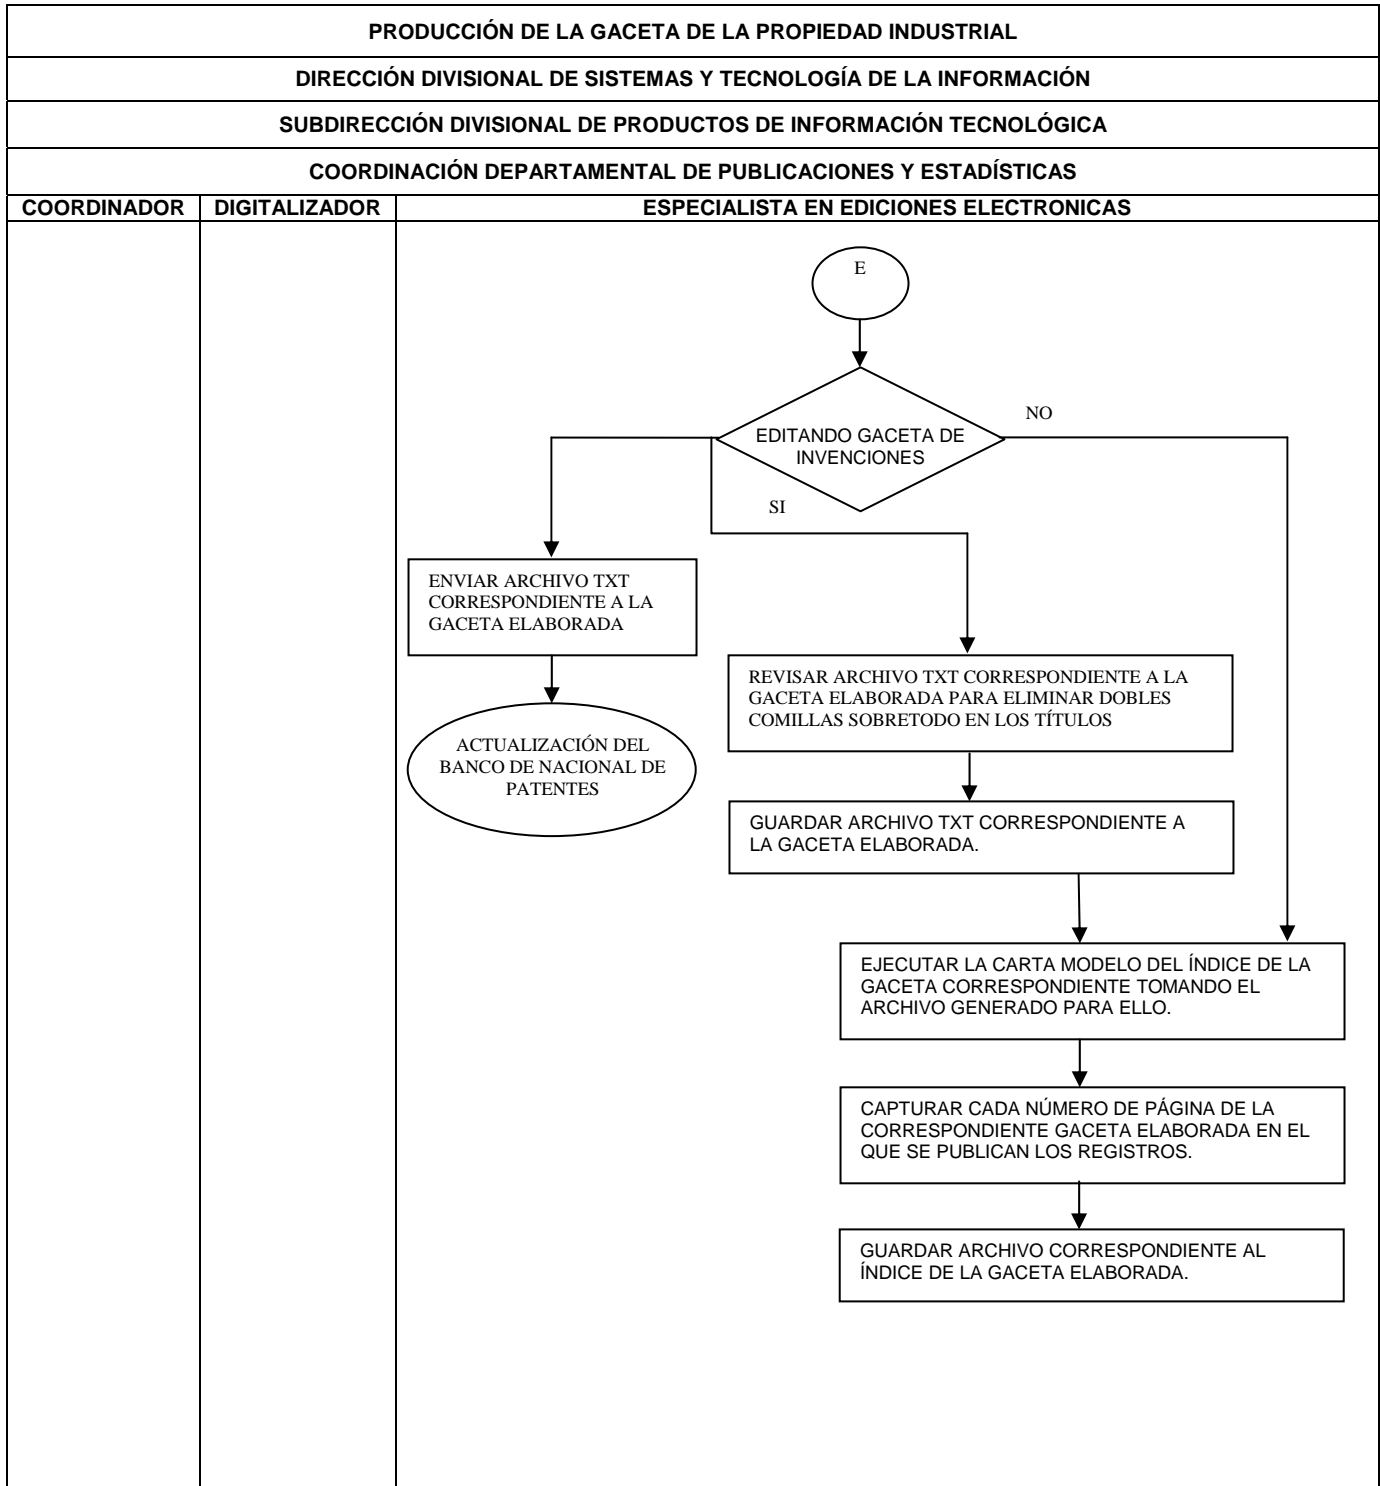 PRODUCCIÓN DE LA GACETA DE LA PROPIEDAD INDUSTRIAL
DIRECCIÓN DIVISIONAL DE SISTEMAS Y TECNOLOGÍA DE LA INFORMACIÓN
SUBDIRECCIÓN DIVISIONAL DE PRODUCTOS DE INFORMACIÓN TECNOLÓGICA
COORDINACIÓN DEPARTAMENTAL DE PUBLICACIONES Y ESTADÍSTICAS
COORDINADOR DIGITALIZADOR ESPECIALISTA EN EDICIONES ELECTRONICAS
E
NO
EDITANDO GACETA DE
INVENCIONES
SI
ENVIAR ARCHIVO TXT
CORRESPONDIENTE A LA
GACETA ELABORADA
REVISAR ARCHIVO TXT CORRESPONDIENTE A LA
GACETA ELABORADA PARA ELIMINAR DOBLES
COMILLAS SOBRETODO EN LOS TÍTULOS
ACTUALIZACIÓN DEL
BANCO DE NACIONAL DE
PATENTES
GUARDAR ARCHIVO TXT CORRESPONDIENTE A
LA GACETA ELABORADA.
EJECUTAR LA CARTA MODELO DEL ÍNDICE DE LA
GACETA CORRESPONDIENTE TOMANDO EL
ARCHIVO GENERADO PARA ELLO.
CAPTURAR CADA NÚMERO DE PÁGINA DE LA
CORRESPONDIENTE GACETA ELABORADA EN EL
QUE SE PUBLICAN LOS REGISTROS.
GUARDAR ARCHIVO CORRESPONDIENTE AL
ÍNDICE DE LA GACETA ELABORADA.